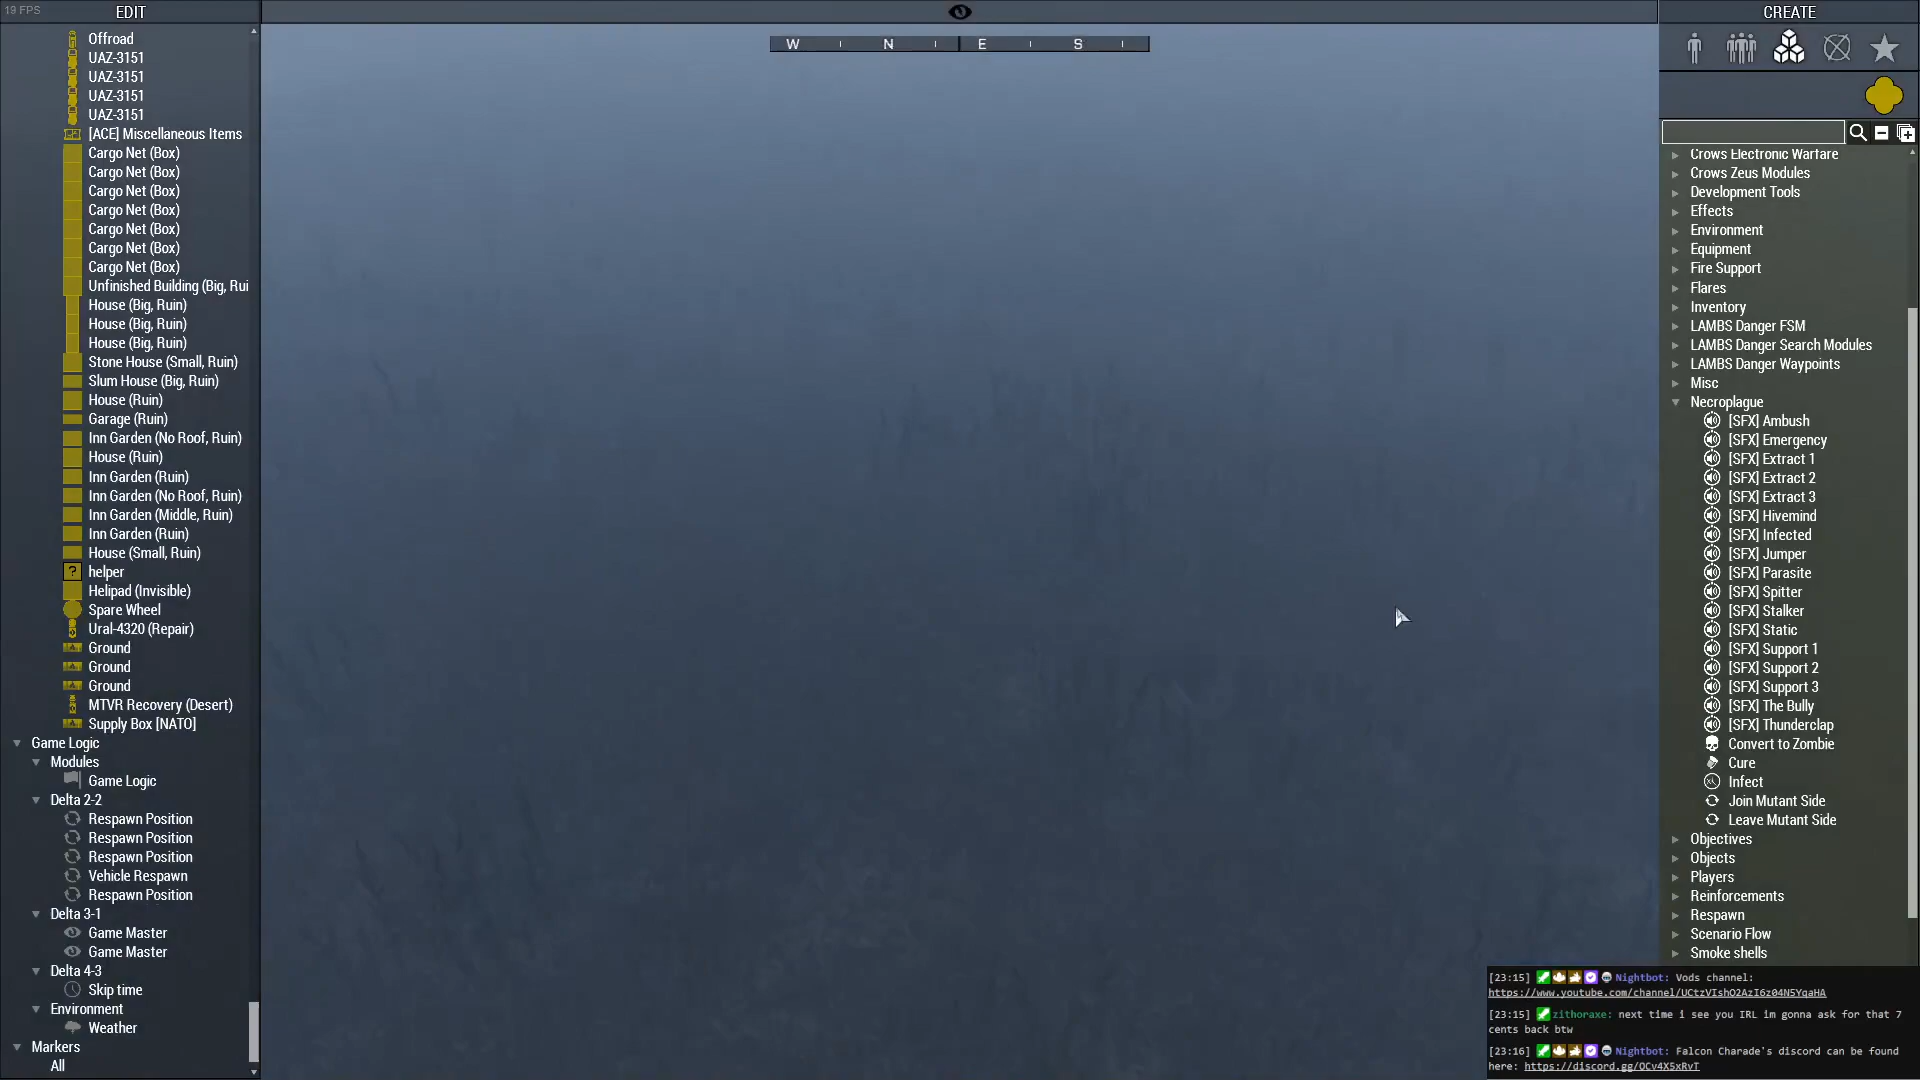 19 FPS
EDIT
Offroad
UAZ-3151
UAZ-3151
UAZ-3151
UAZ-3151
[ACE] Miscellaneous Items
Cargo Net (Box)
Cargo Net (Box)
Cargo Net (Box)
Cargo Net (Box)
Cargo Net (Box)
Cargo Net (Box)
Cargo Net (Box)
Unfinished Building (Big, Rui
House (Big, Ruin)
House (Big, Ruin)
House (Big, Ruin)
Stone House (Small, Ruin)
Slum House (Big, Ruin)
House (Ruin)
Garage (Ruin)
Inn Garden (No Roof, Ruin)
House (Ruin)
Inn Garden (Ruin)
Inn Garden (No Roof, Ruin)
Inn Garden (Middle, Ruin)
Inn Garden (Ruin)
House (Small, Ruin)
? helper
Helipad (Invisible)
Spare Wheel
Ural-4320 (Repair)
Ground
Ground
Ground
MTVR Recovery (Desert)
Supply Box [NATO]
Game Logic
Modules
Game Logic
Delta 2-2
Respawn Position
Respawn Position
Respawn Position
Vehicle Respawn
Respawn Position
Delta 3-1
Game Master
Game Master
Delta 4-3
Skip time
Environment
Weather
Markers
All
W N E S
CREATE
Crows Electronic Warfare
Crows Zeus Modules
Development Tools
Effects
Environment
Equipment
Fire Support
Flares
Inventory
LAMBS Danger FSM
LAMBS Danger Search Modules
LAMBS Danger Waypoints
Misc
Necroplague
[SFX] Ambush
[SFX] Emergency
[SFX] Extract 1
[SFX] Extract 2
[SFX] Extract 3
[SFX] Hivemind
[SFX] Infected
[SFX] Jumper
[SFX] Parasite
[SFX] Spitter
[SFX] Stalker
[SFX] Static
[SFX] Support 1
[SFX] Support 2
[SFX] Support 3
[SFX] The Bully
[SFX] Thunderclap
Convert to Zombie
Cure
Infect
Join Mutant Side
Leave Mutant Side
Objectives
Objects
Players
Reinforcements
Respawn
Scenario Flow
Smoke shells
[23:15] Nightbot: Vods channel:
https://www.youtube.com/channel/UCtzVIshO2AzI6z04N5YqaHA
[23:15] zithoraxe: next time i see you IRL im gonna ask for that 7
cents back btw
[23:16] Nightbot: Falcon Charade's discord can be found
here: https://discord.gg/QCv4X5xRvT